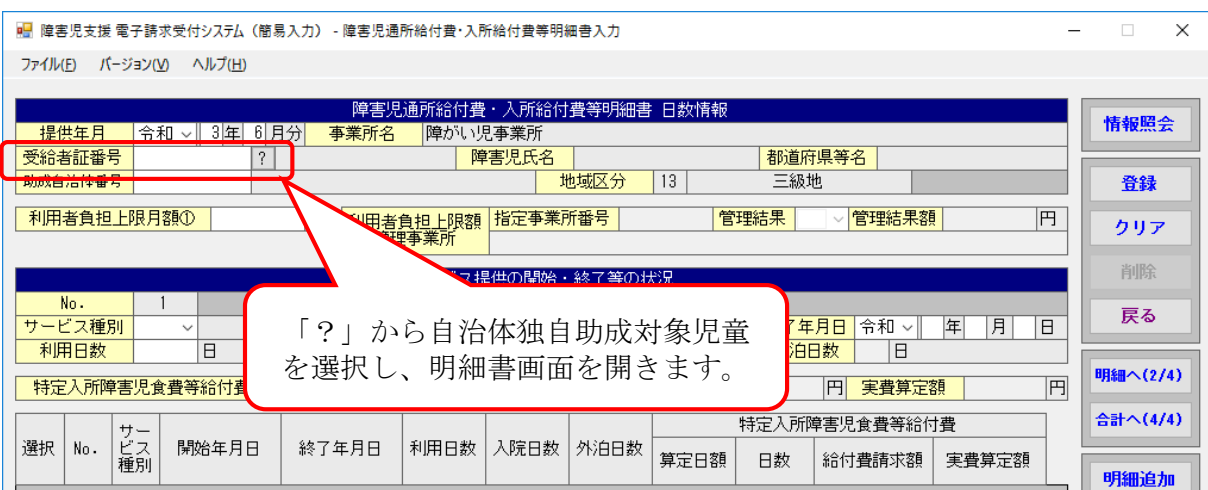 障害児支援 電子請求受付システム（簡易入力） - 障害児通所給付費・入所給付費等明細書入力
ファイル(F) バージョン(V) ヘルプ(H)
障害児通所給付費・入所給付費等明細書 日数情報
提供年月 令和 3 年 6 月分 事業所名 障がい児事業所
受給者証番号 ? 障害児氏名 都道府県等名
助成自治体番号 地域区分 13 三級地
利用者負担上限月額① 利用者負担上限額 指定事業所番号 管理結果 管理結果額 円
管理事業所
ビス提供の開始・終了等の状況
No. 1
サービス種別 年月日 令和 年 月 日
利用日数 日 泊日数 日
特定入所障害児食費等給付費 円 実費算定額 円
選択 No. サービス種別 開始年月日 終了年月日 利用日数 入院日数 外泊日数 特定入所障害児食費等給付費
算定日額 日数 給付費請求額 実費算定額
「？」から自治体独自助成対象児童
を選択し、明細書画面を開きます。
情報照会
登録
クリア
削除
戻る
明細へ(2/4)
合計へ(4/4)
明細追加